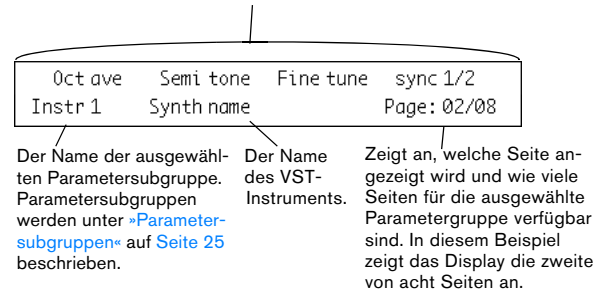 Oct ave Semi tone Fine tune sync 1/2
Instr 1 Synth name Page: 02/08
Der Name der ausgewähl-
ten Parametersubgruppe.
Parametersubgruppen
werden unter »Parameter-
subgruppen« auf Seite 25
beschrieben.
Der Name
des VST-
Instruments.
Zeigt an, welche Seite an-
gezeigt wird und wie viele
Seiten für die ausgewählte
Parametergruppe verfügbar
sind. In diesem Beispiel
zeigt das Display die zweite
von acht Seiten an.